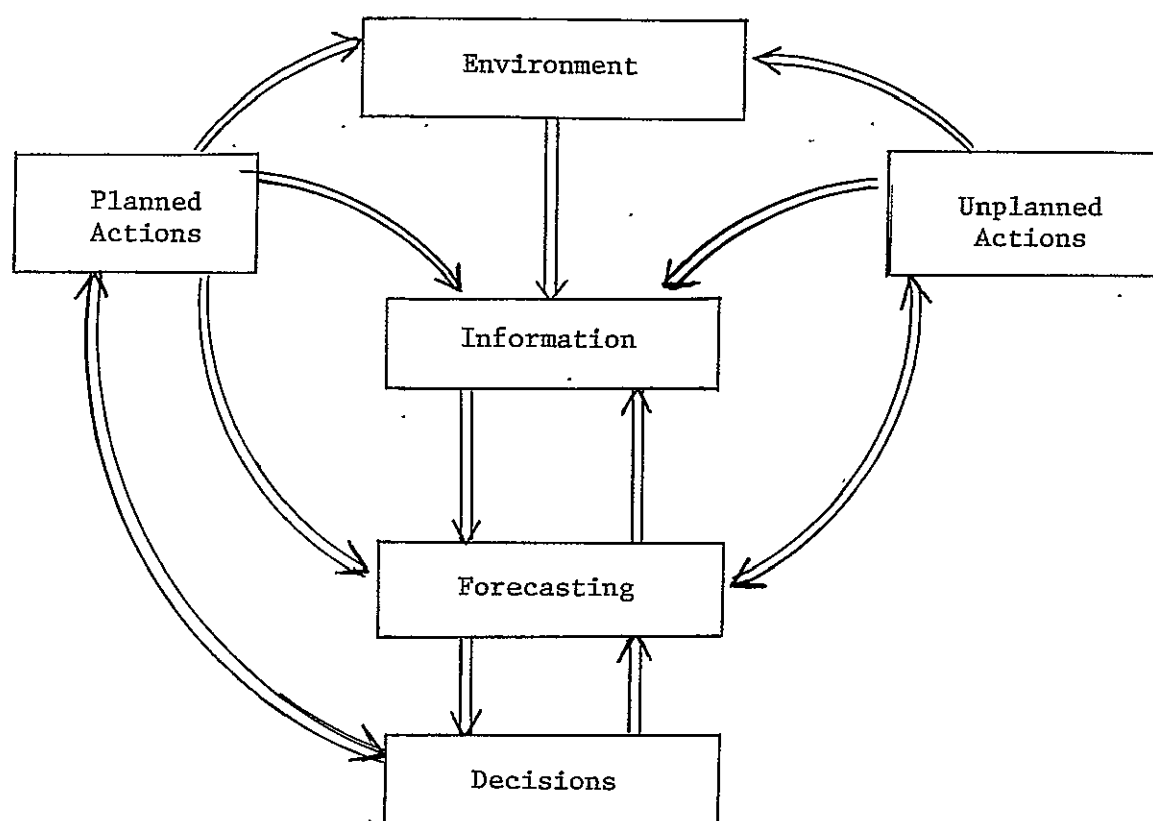 Environment
Planned
Actions
Unplanned
Actions
Information
Forecasting
Decisions